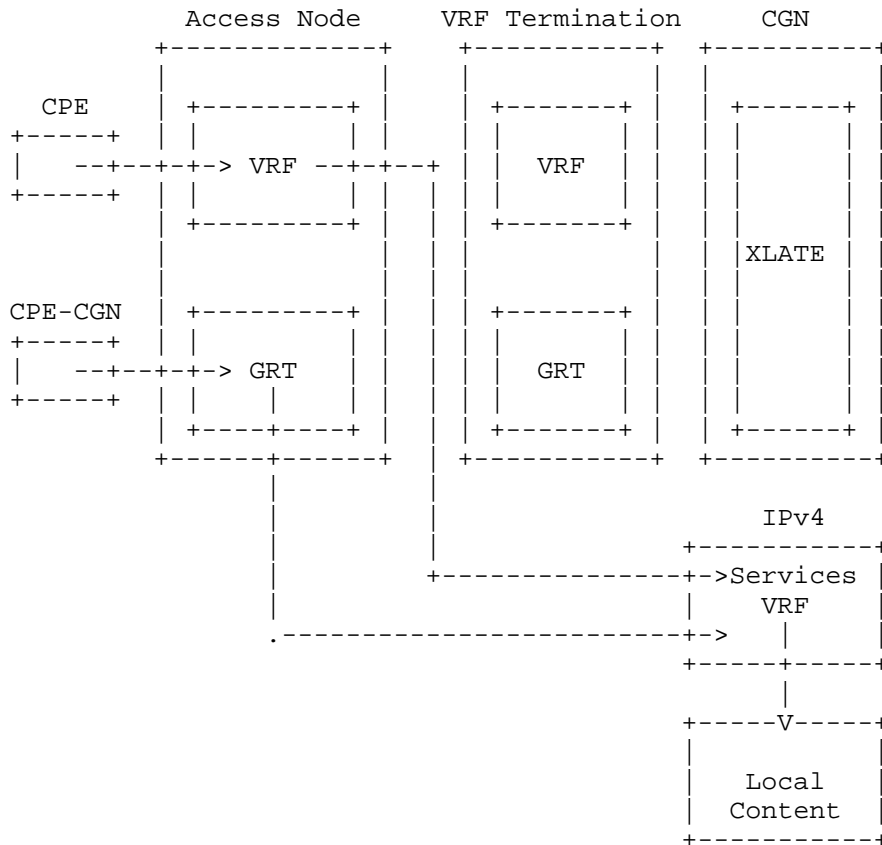 Access Node VRF Termination CGN
CPE
VRF VRF
XLATE
CPE-CGN
GRT GRT
IPv4
Services
VRF
Local
Content